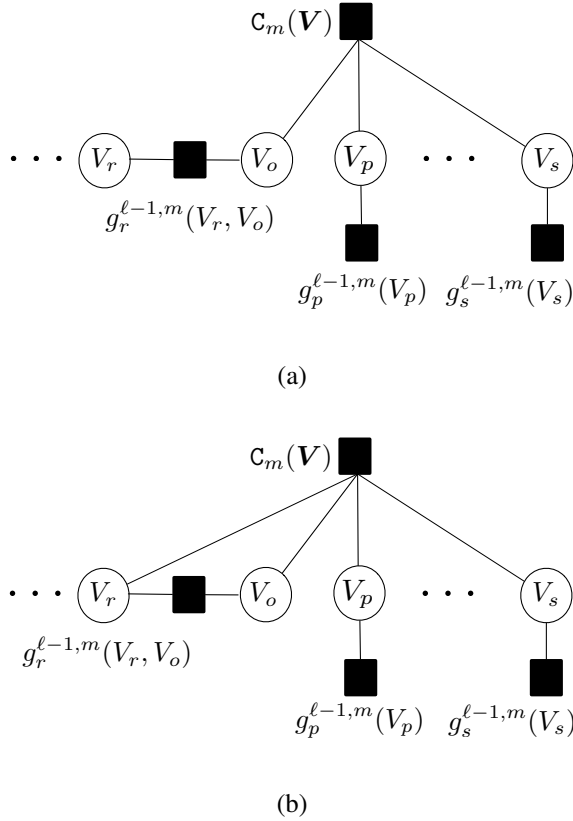 C_m(V)
· · · V_r V_o V_p · · · V_s
g_r^{ℓ−1,m}(V_r, V_o)
g_p^{ℓ−1,m}(V_p) g_s^{ℓ−1,m}(V_s)
(a)
C_m(V)
· · · V_r V_o V_p · · · V_s
g_r^{ℓ−1,m}(V_r, V_o)
g_p^{ℓ−1,m}(V_p) g_s^{ℓ−1,m}(V_s)
(b)